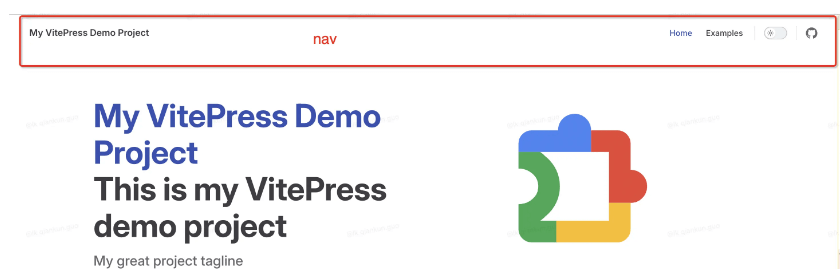 My VitePress Demo Project
nav
Home Examples
My VitePress Demo
Project
This is my VitePress
demo project
My great project tagline